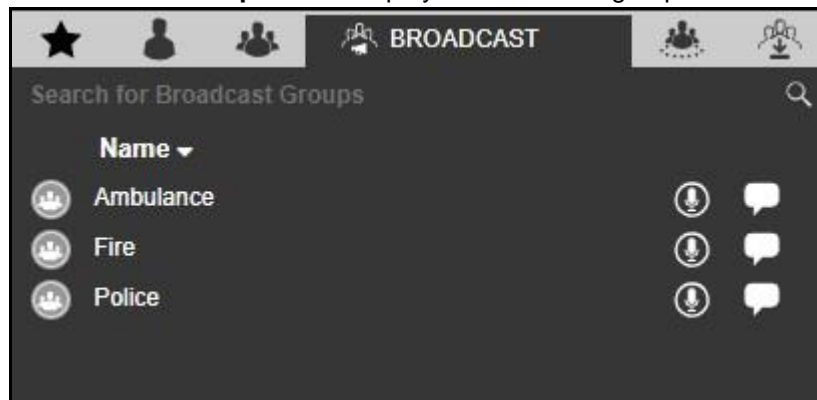 BROADCAST
Search for Broadcast Groups
Name
Ambulance
Fire
Police